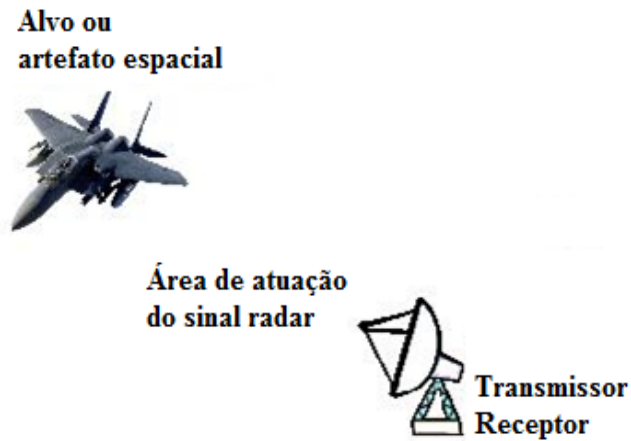 Alvo ou
artefato espacial
Área de atuação
do sinal radar
Transmissor
Receptor